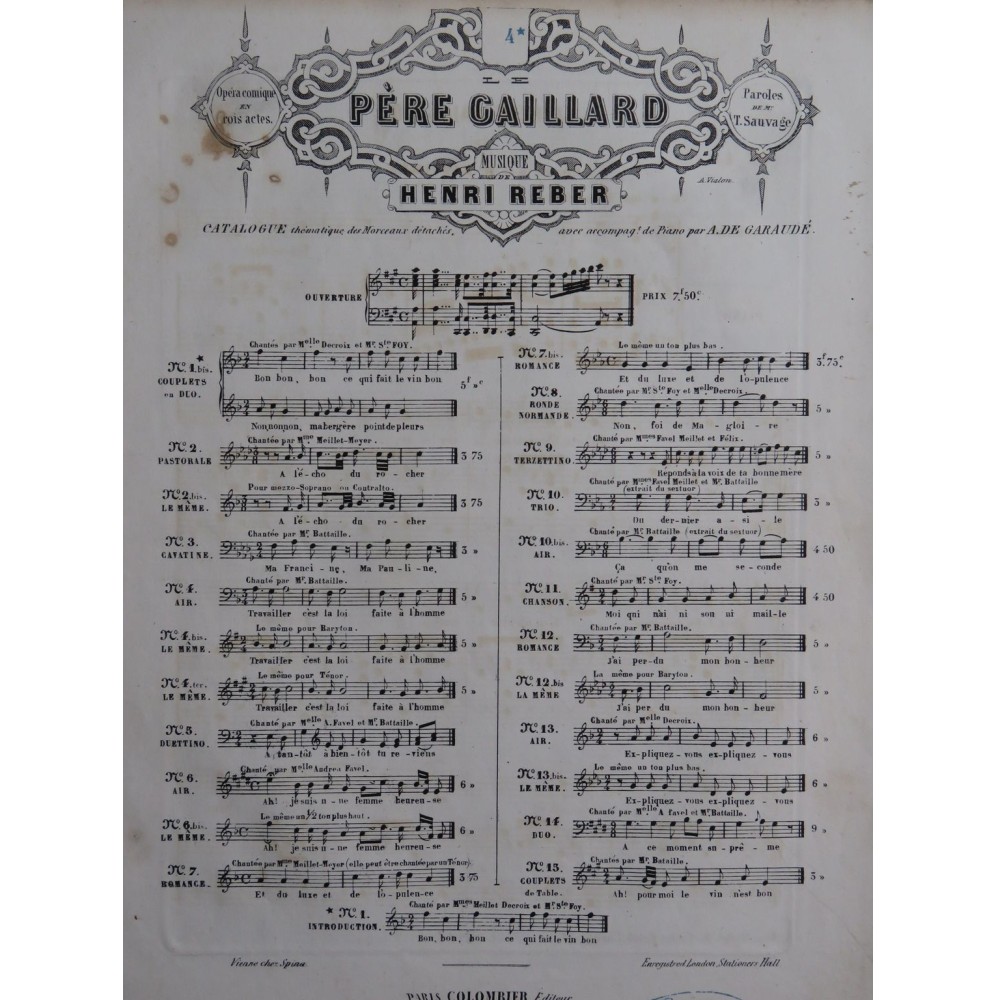 4*
LE
PÈRE GAILLARD
Opéra comique
EN
rois actes.
Paroles
DE Mr.
T. Sauvage
MUSIQUE
DE
HENRI REBER
A. Vialon.
CATALOGUE thématique des Morceaux détachés, avec accompagt. de Piano par A. DE GARAUDÉ.
OUVERTURE
PRIX 7f 50c
*
No. 1. bis.
COUPLETS
ou DUO.
Chantés par Melle Decroix et Mr. Ste FOY.
Bon bon, bon ce qui fait le vin bon
5f »c
Non, non non, ma bergère point de pleurs
No. 2.
PASTORALE
Chantée par Mme Meillet-Meyer.
A l'é-cho du ro-cher
3 75
No. 2. bis.
LE MÊME.
Pour mezzo-Soprano ou Contralto.
A l'é-cho-du ro-cher
3 75
No. 3.
CAVATINE.
Chantée par Mr. Battaille.
Ma Franci-ne, Ma Pau-li-ne,
3 »
No. 4.
AIR.
Chanté par Mr. Battaille.
Travailler c'est la loi faite à l'homme
5 »
No. 4. bis.
LE MÊME.
Le même pour Baryton.
Travailler c'est la loi faite à l'homme
5 »
No. 4. ter.
LE MÊME.
Le même pour Ténor.
Travailler c'est la loi faite à l'homme
5 »
No. 5.
DUETTINO.
Chanté par Melle A. Favel et Mr. Battaille.
A tan-tôt à bien-tôt tu re-viens
5 »
No. 6.
AIR.
Chanté par Melle Andrea Favel.
Ah! je suis u-ne femme heureu-se
6 »
No. 6. bis.
LE MÊME.
Le même un 1/2 ton plus haut.
Ah! je suis u-ne femme heureu-se
6 »
No. 7.
ROMANCE.
Chantée par Mme Meillet-Meyer (elle peut être chantée par un Ténor)
Et du luxe et de l'o-pulen-ce
3 75
No. 7. bis.
ROMANCE
Le même un ton plus bas.
Et du luxe et de l'o-pulence
3f 75c
No. 8.
RONDE
NORMANDE.
Chantée par Mr. Ste Foy et Melle Decroix.
Non, foi de Ma-gloi-re
5 »
No. 9.
TERZETTINO.
Chanté par Mmes Favel Meillet et Félix.
Réponds à la voix de ta bonne mère
5 »
No. 10.
TRIO.
Chanté par Mmes Favel Meillet et Mr. Battaille
(extrait du sextuor)
Du dernier a-si-le
3 »
No. 10. bis.
AIR.
Chanté par Mr. Battaille (extrait du sextuor)
Ça qu'on me se-conde
4 50
No. 11.
CHANSON.
Chantée par Mr. Ste Foy.
Moi qui n'ai ni sou ni mail-le
4 50
No. 12.
ROMANCE
Chantée par Mr. Battaille.
J'ai per-du mon bon-heur
5 »
No. 12. bis
LA MÊME
La même pour Baryton.
J'ai per du mon bon-heur
5 »
No. 13.
AIR.
Chantée par Melle Decroix.
Ex-pliquez-vous expliquez-vous
6 »
No. 13. bis.
LE MÊME.
Le même un ton plus bas.
Ex-pliquez-vous ex-pliquez-vous
6 »
No. 14.
DUO.
Chanté par Melle A favel et Mr. Battaille.
A ce moment su-prê-me
9 »
No. 15.
COUPLETS
de Table.
Chantés par Mr. Bataille.
Ah! pour moi le vin n'est bon
5 »
* No. 1.
INTRODUCTION.
Chanté par Mmes Meillet Decroix et Mr. Ste Foy.
Bon, bon, bon ce qui fait le vin bon
Vienne chez Spina.
Enregistred London, Stationers Hall.
PARIS COLOMBIER Éditeur